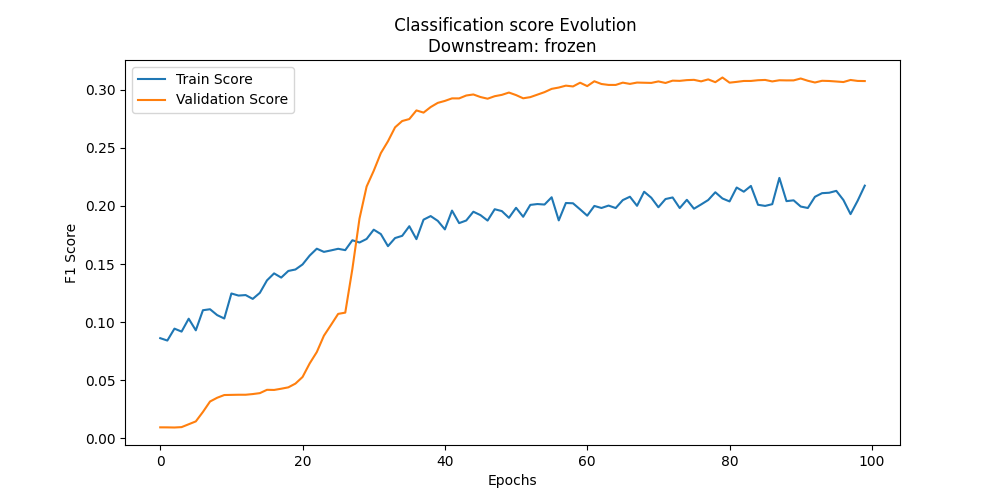 Classification score Evolution
Downstream: frozen
Train Score
Validation Score
0.30
0.25
0.20
0.15
0.10
0.05
0.00
F1 Score
0
20
40
60
80
100
Epochs